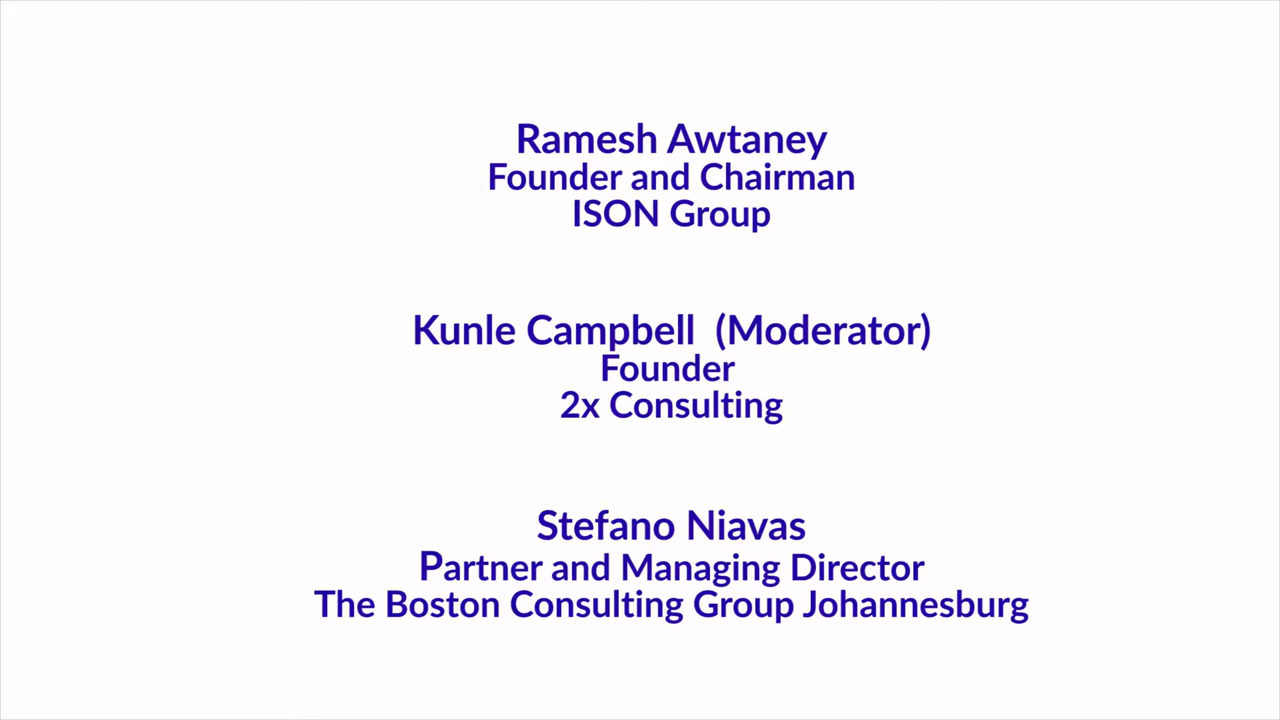 Ramesh Awtaney
Founder and Chairman
ISON Group
Kunle Campbell (Moderator)
Founder
2x Consulting
Stefano Niavas
Partner and Managing Director
The Boston Consulting Group Johannesburg